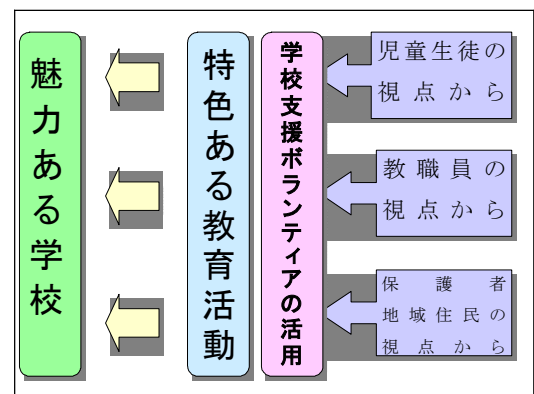 魅力ある学校
特色ある教育活動
学校支援ボランティアの活用
児童生徒の
視点から
教職員の
視点から
保護者
地域住民の
視点から